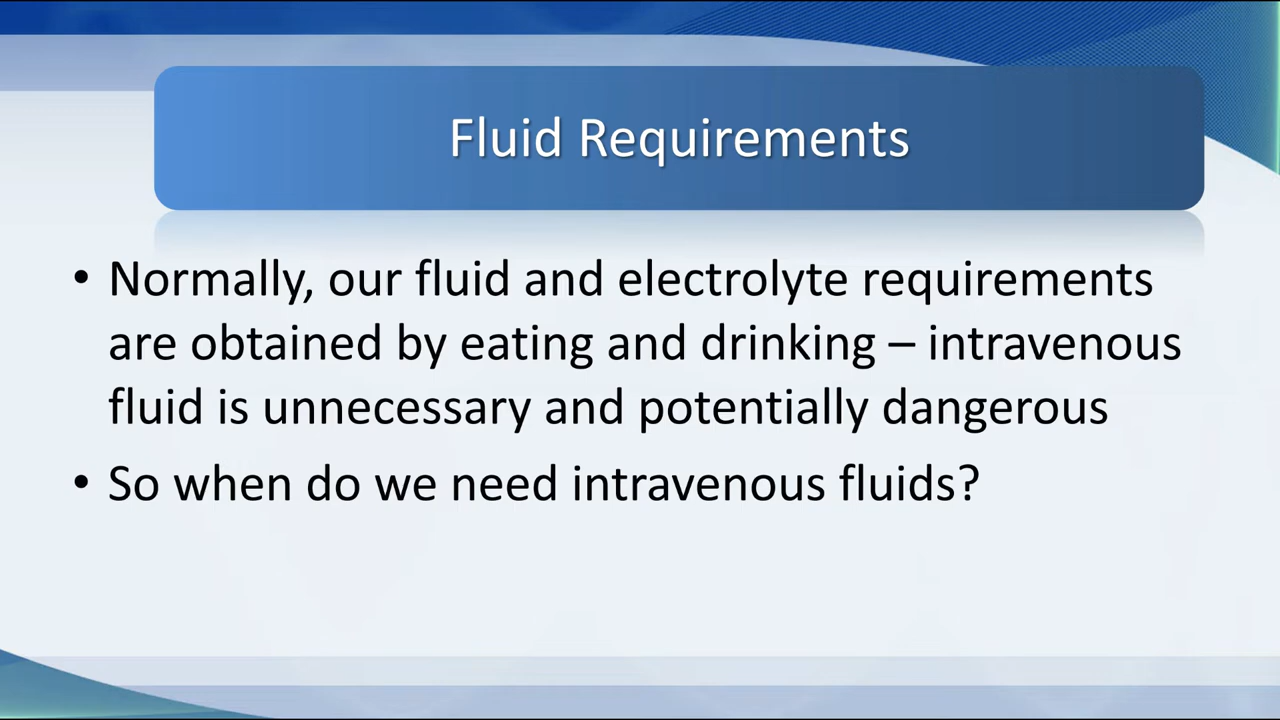 Fluid Requirements
• Normally, our fluid and electrolyte requirements
are obtained by eating and drinking – intravenous
fluid is unnecessary and potentially dangerous
• So when do we need intravenous fluids?